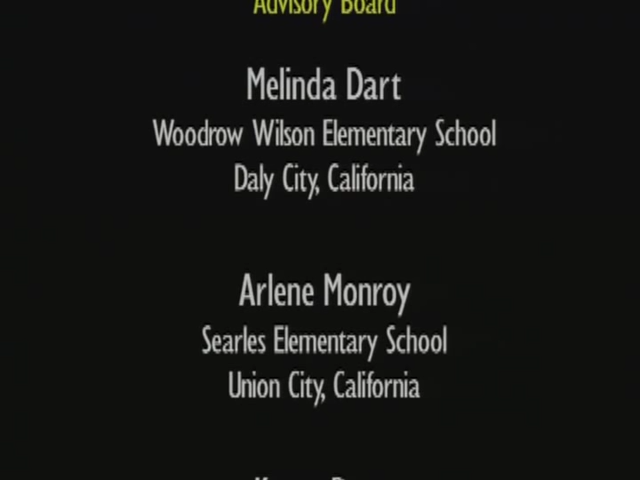 Advisory Board
Melinda Dart
Woodrow Wilson Elementary School
Daly City, California
Arlene Monroy
Searles Elementary School
Union City, California